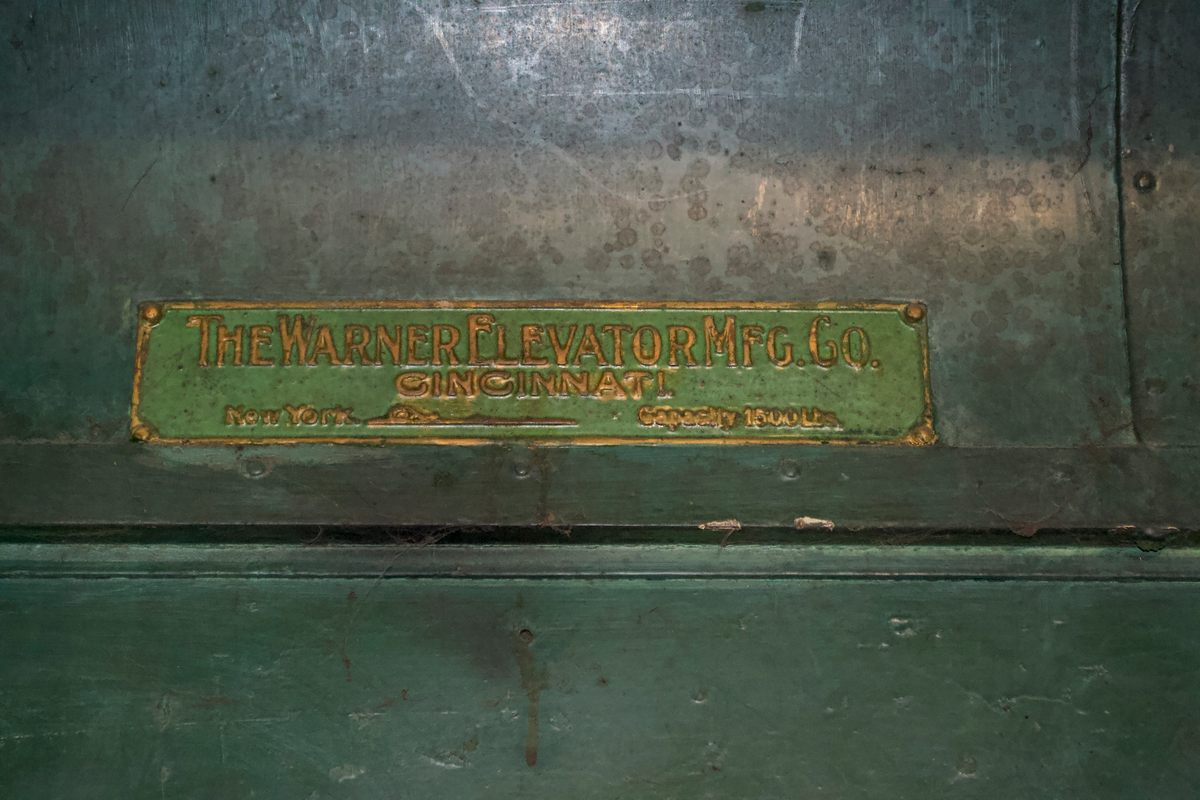 THE WARNER ELEVATOR MFG. CO.
CINCINNATI.
New York. Capacity 1500 Lbs.